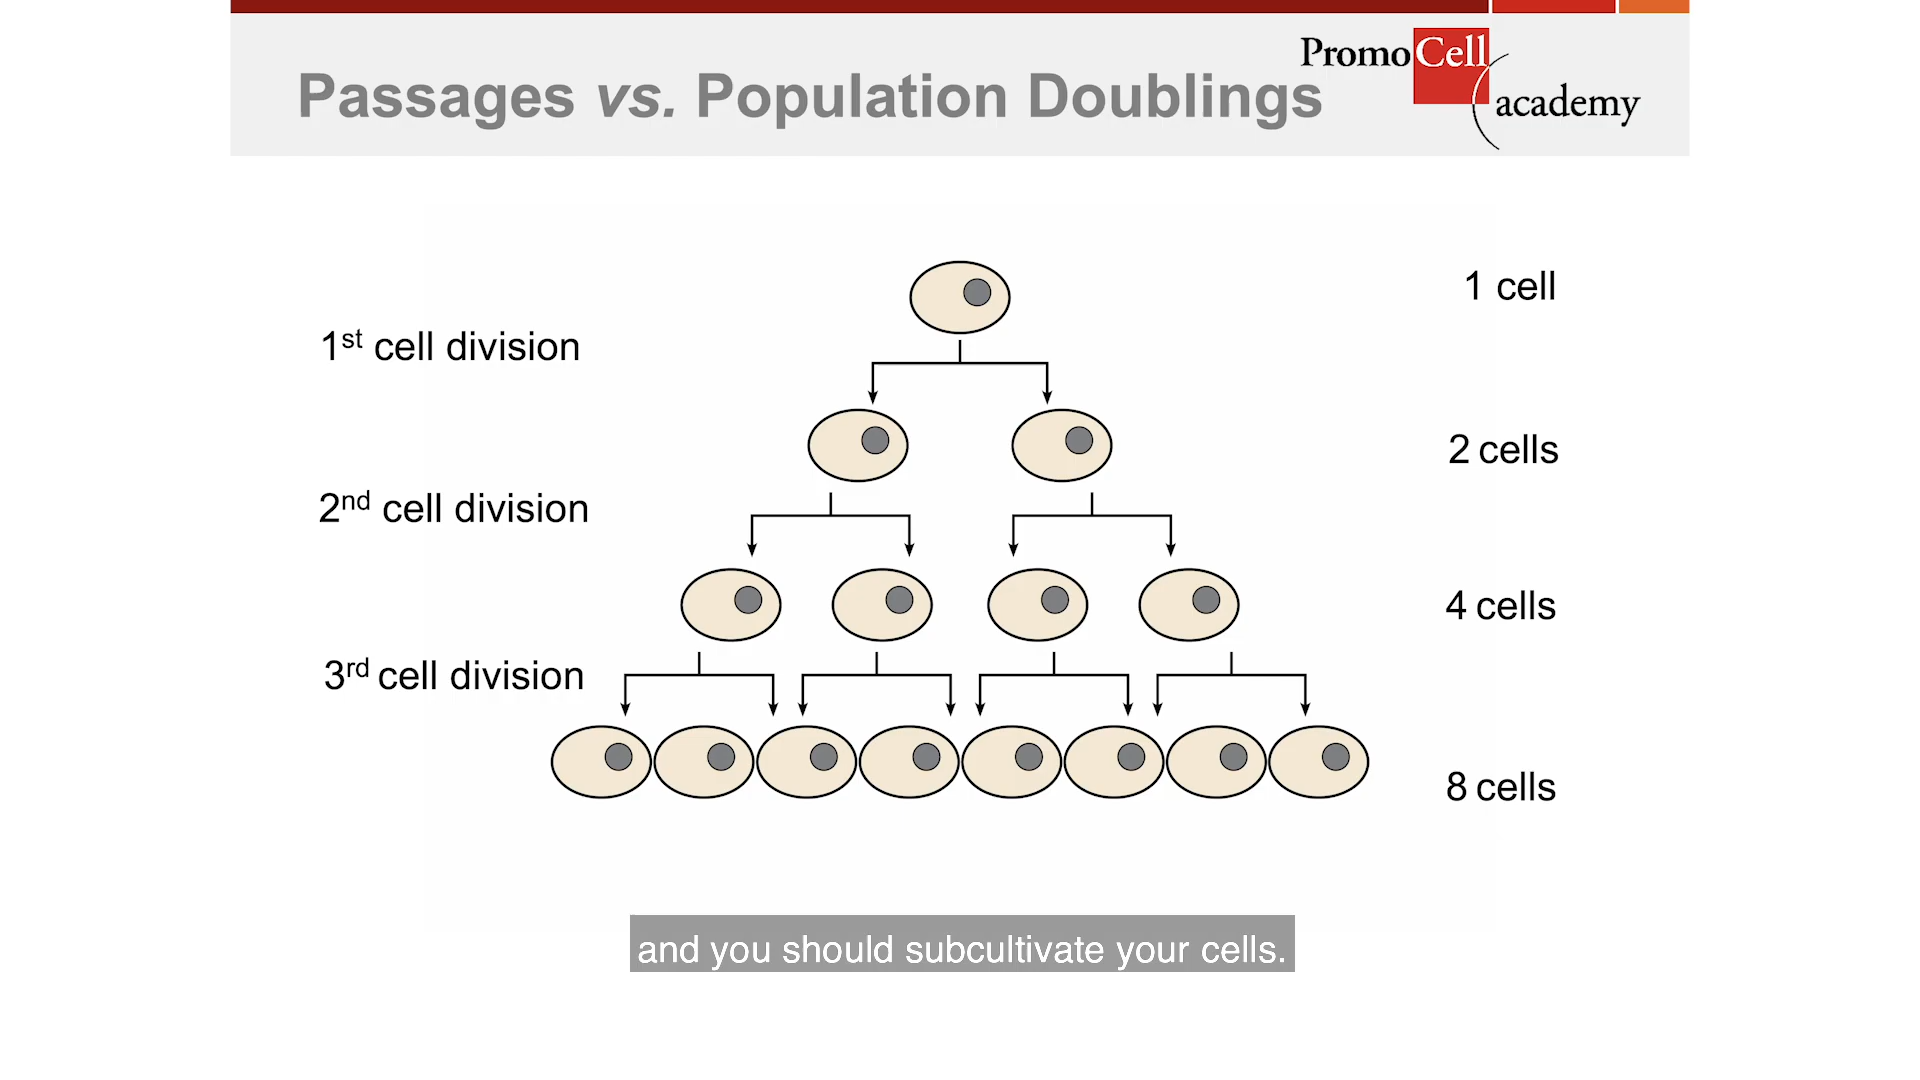 Passages vs. Population Doublings
PromoCell
academy
1 cell
1st cell division
2 cells
2nd cell division
4 cells
3rd cell division
8 cells
and you should subcultivate your cells.